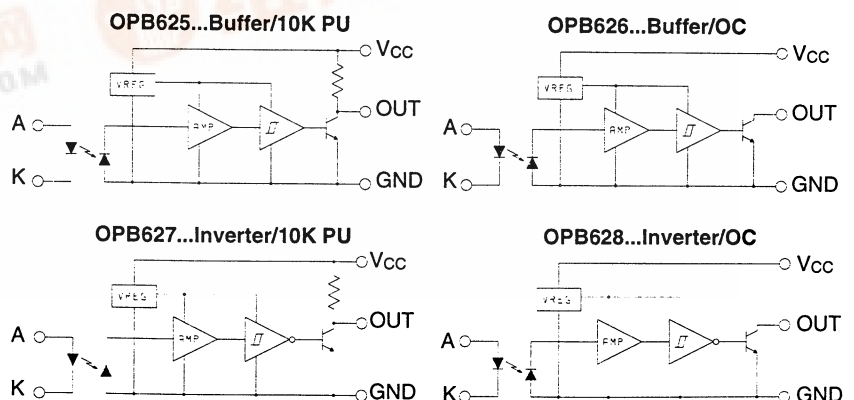 OPB625...Buffer/10K PU
VCC
VREG
OUT
A
AMP
K
GND
OPB626...Buffer/OC
VCC
VREG
OUT
A
AMP
K
GND
OPB627...Inverter/10K PU
VCC
VREG
OUT
A
AMP
K
GND
OPB628...Inverter/OC
VCC
VREG
OUT
A
AMP
K
GND